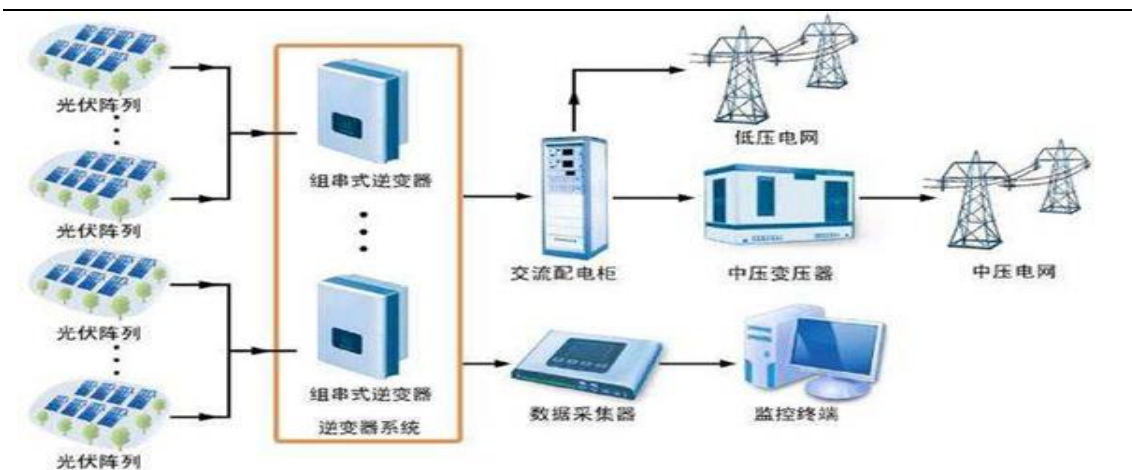 光伏阵列
光伏阵列
光伏阵列
光伏阵列
组串式逆变器
组串式逆变器
逆变器系统
低压电网
交流配电柜
中压变压器
中压电网
数据采集器
监控终端